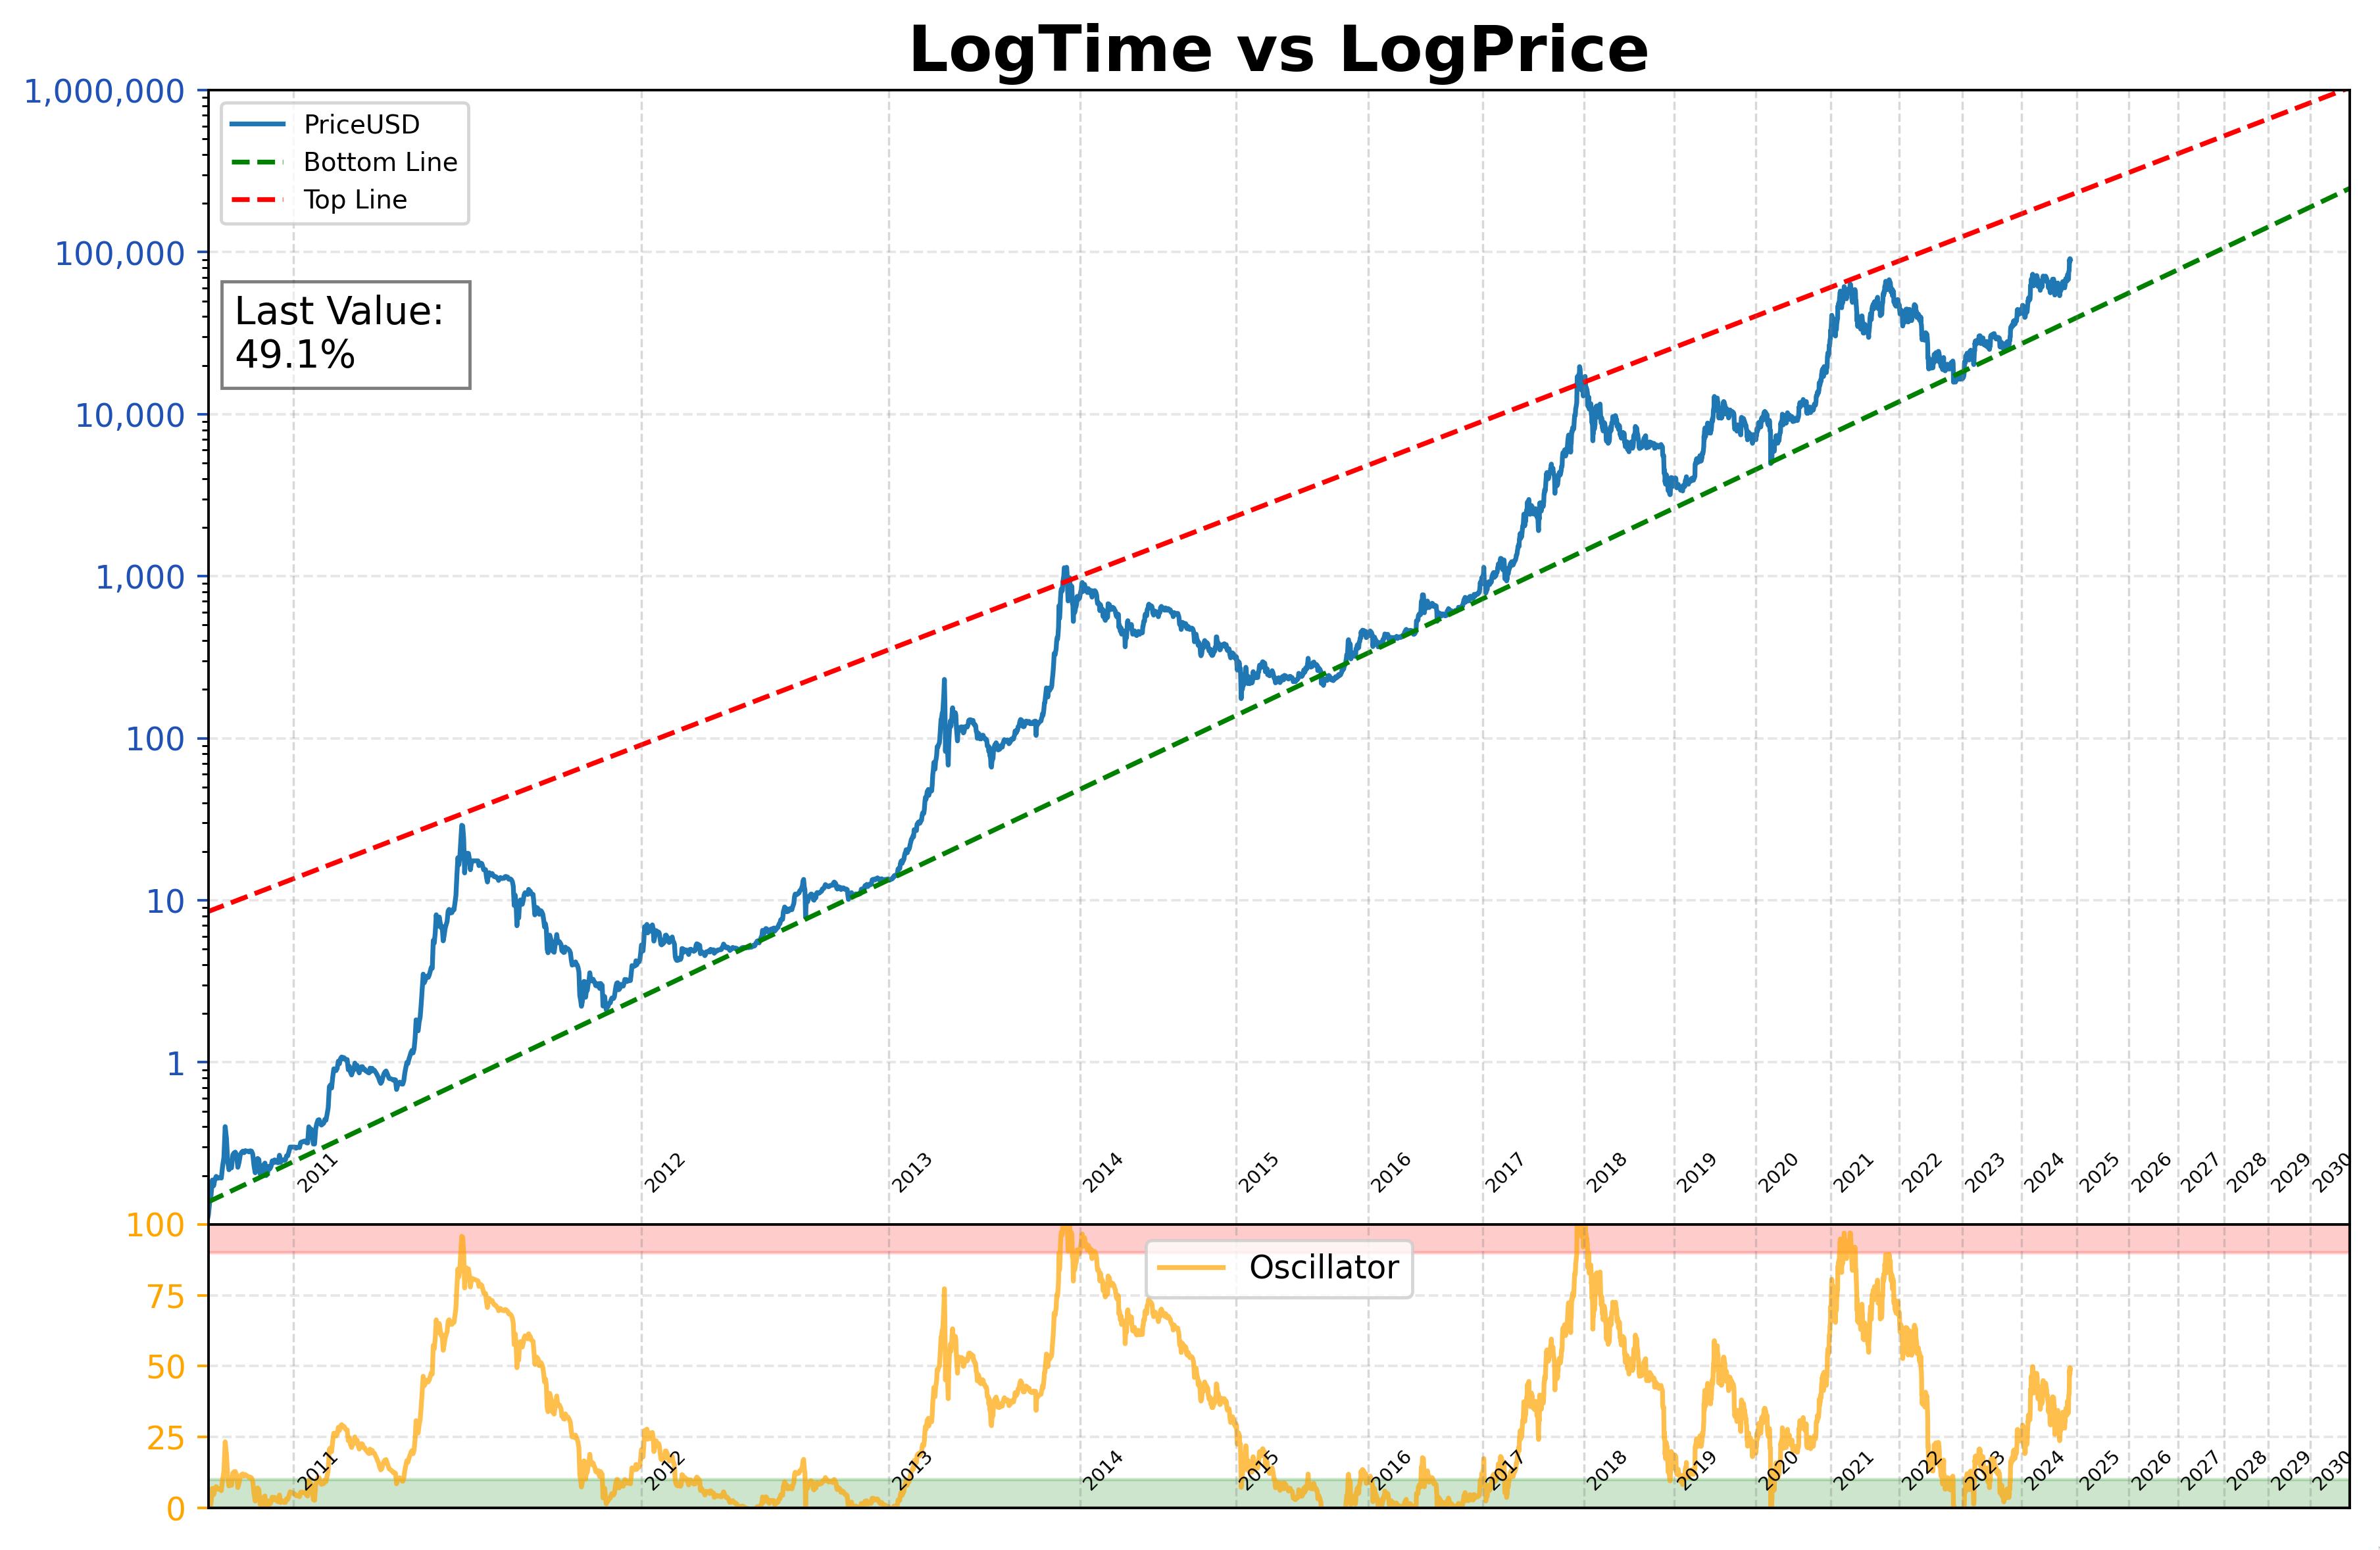 LogTime vs LogPrice
1,000,000
100,000
10,000
1,000
100
10
1
PriceUSD
Bottom Line
Top Line
Last Value:
49.1%
2011 2012 2013 2014 2015 2016 2017 2018 2019 2020 2021 2022 2023 2024 2025 2026 2027 2028 2029 2030
100
75
50
25
0
Oscillator
2011 2012 2013 2014 2015 2016 2017 2018 2019 2020 2021 2022 2023 2024 2025 2026 2027 2028 2029 2030